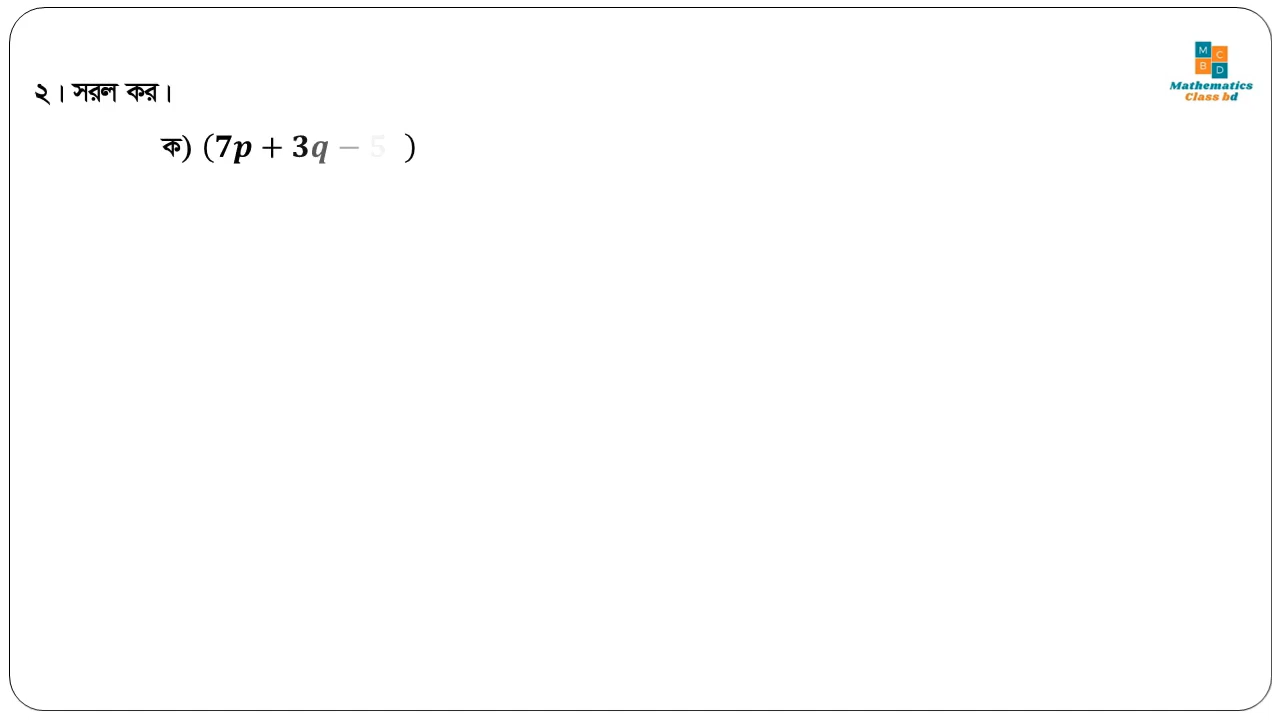 ২। সরল কর।
ক) (7p + 3q − 5 )
M C B D
Mathematics
Class bd